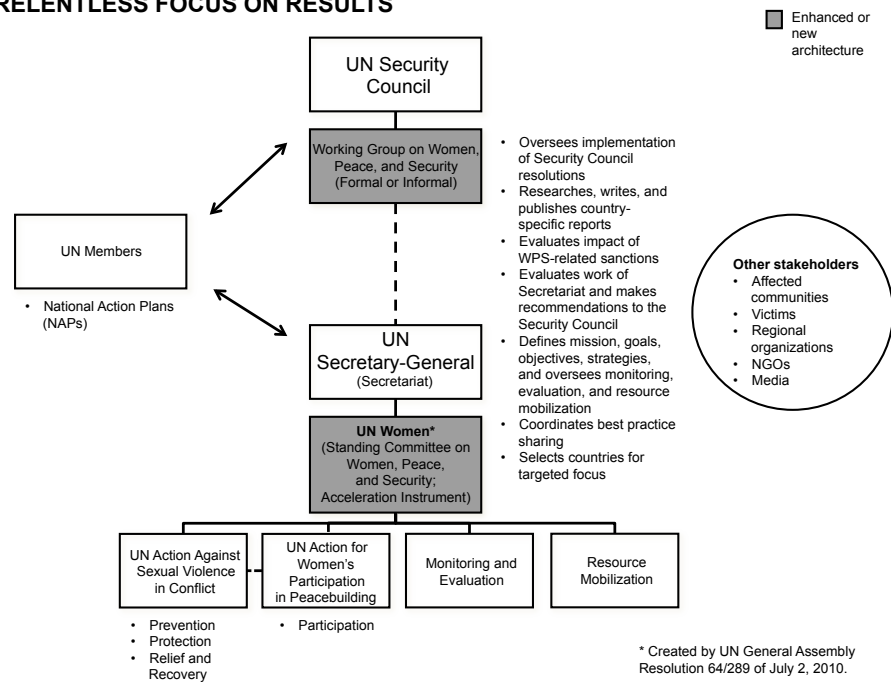 RELENTLESS FOCUS ON RESULTS
Enhanced or
new
architecture
UN Security
Council
Working Group on Women,
Peace, and Security
(Formal or Informal)
• Oversees implementation
of Security Council
resolutions
• Researches, writes, and
publishes country-
specific reports
• Evaluates impact of
WPS-related sanctions
• Evaluates work of
Secretariat and makes
recommendations to the
Security Council
• Defines mission, goals,
objectives, strategies,
and oversees monitoring,
evaluation, and resource
mobilization
• Coordinates best practice
sharing
• Selects countries for
targeted focus
UN Members
• National Action Plans
(NAPs)
Other stakeholders
• Affected
communities
• Victims
• Regional
organizations
• NGOs
• Media
UN
Secretary-General
(Secretariat)
UN Women*
(Standing Committee on
Women, Peace,
and Security;
Acceleration Instrument)
UN Action Against
Sexual Violence
in Conflict
UN Action for
Women's
Participation
in Peacebuilding
Monitoring and
Evaluation
Resource
Mobilization
• Prevention
• Protection
• Relief and
Recovery
• Participation
* Created by UN General Assembly
Resolution 64/289 of July 2, 2010.